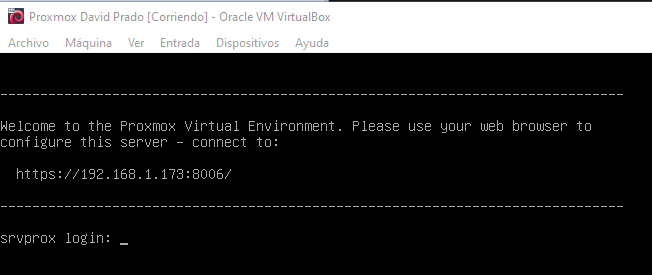 Proxmox David Prado [Corriendo] - Oracle VM VirtualBox
Archivo Máquina Ver Entrada Dispositivos Ayuda
--------------------------------------------------------------------------------
Welcome to the Proxmox Virtual Environment. Please use your web browser to
configure this server - connect to:
https://192.168.1.173:8006/
--------------------------------------------------------------------------------
srvprox login: _